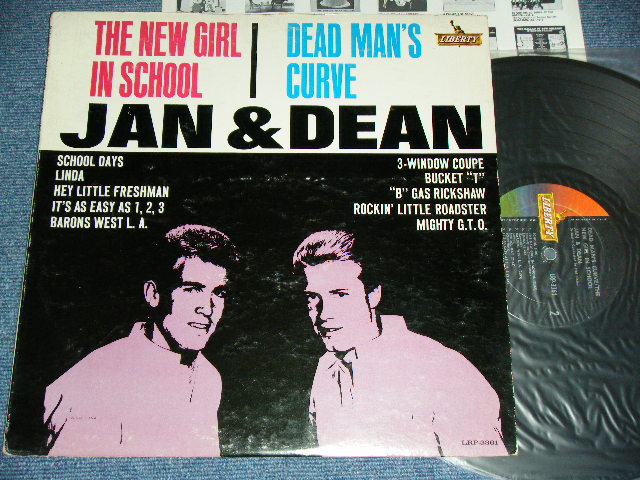 THE NEW GIRL
IN SCHOOL
DEAD MAN'S
CURVE
LIBERTY
JAN & DEAN
SCHOOL DAYS
LINDA
HEY LITTLE FRESHMAN
IT'S AS EASY AS 1, 2, 3
BARONS WEST L. A.
3-WINDOW COUPE
BUCKET "T"
"B" GAS RICKSHAW
ROCKIN' LITTLE ROADSTER
MIGHTY G.T.O.
LRP-3361
LIBERTY